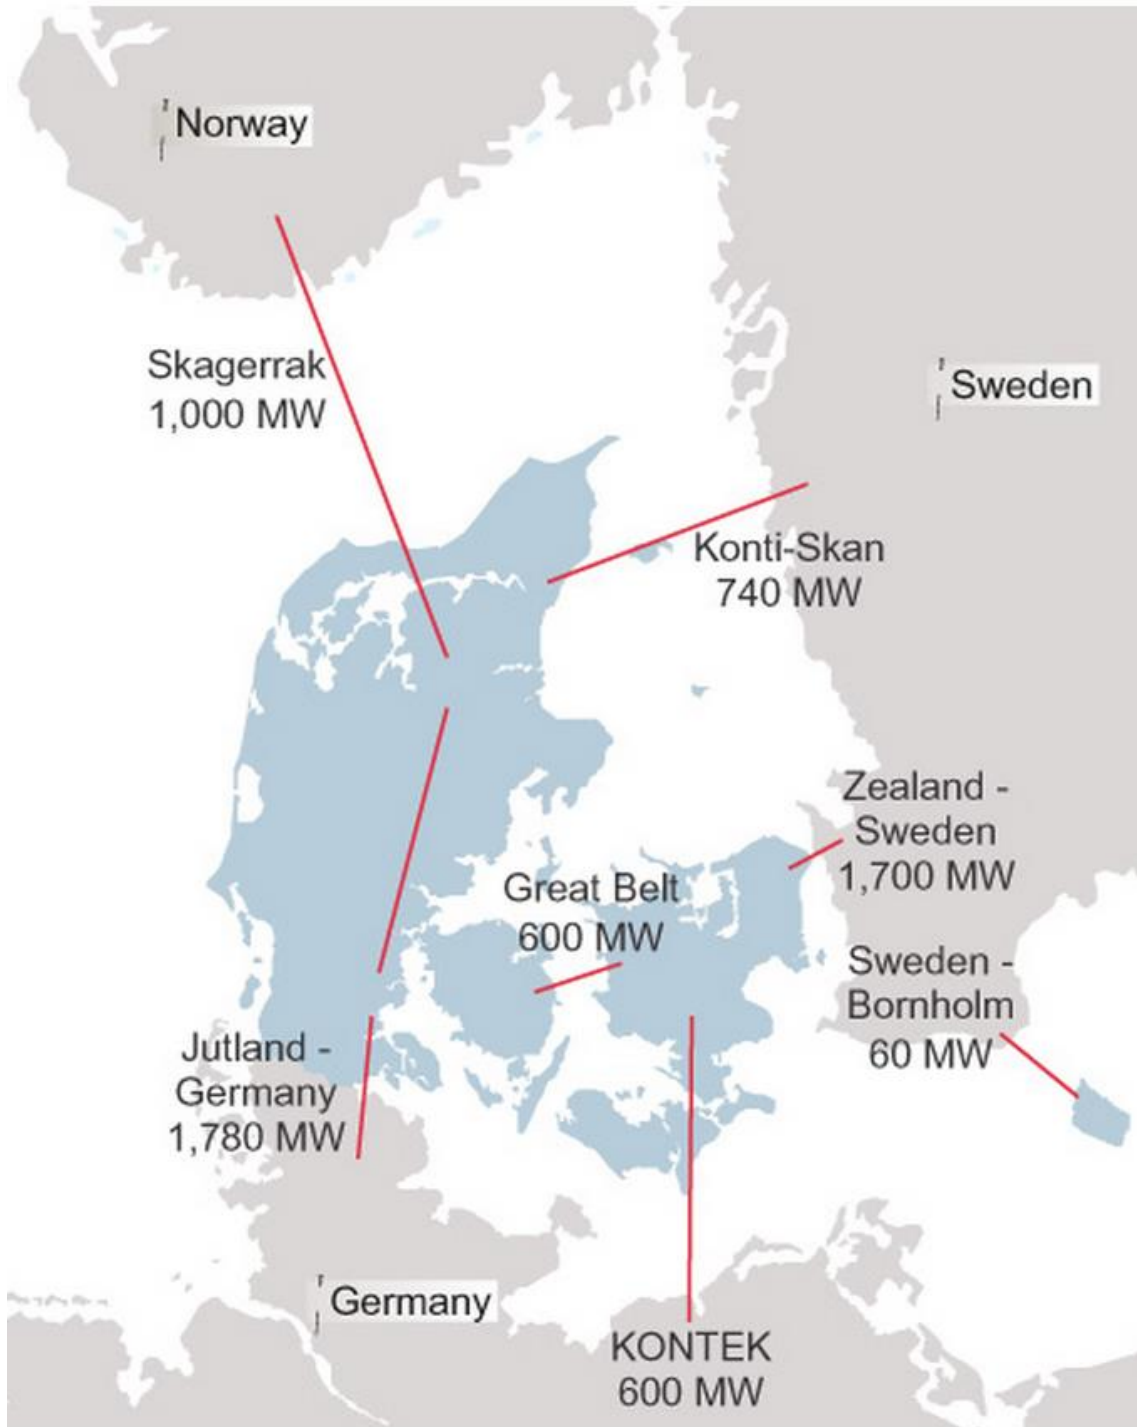 Norway
Skagerrak
1,000 MW
Sweden
Konti-Skan
740 MW
Zealand -
Sweden
1,700 MW
Great Belt
600 MW
Sweden -
Bornholm
60 MW
Jutland -
Germany
1,780 MW
Germany
KONTEK
600 MW